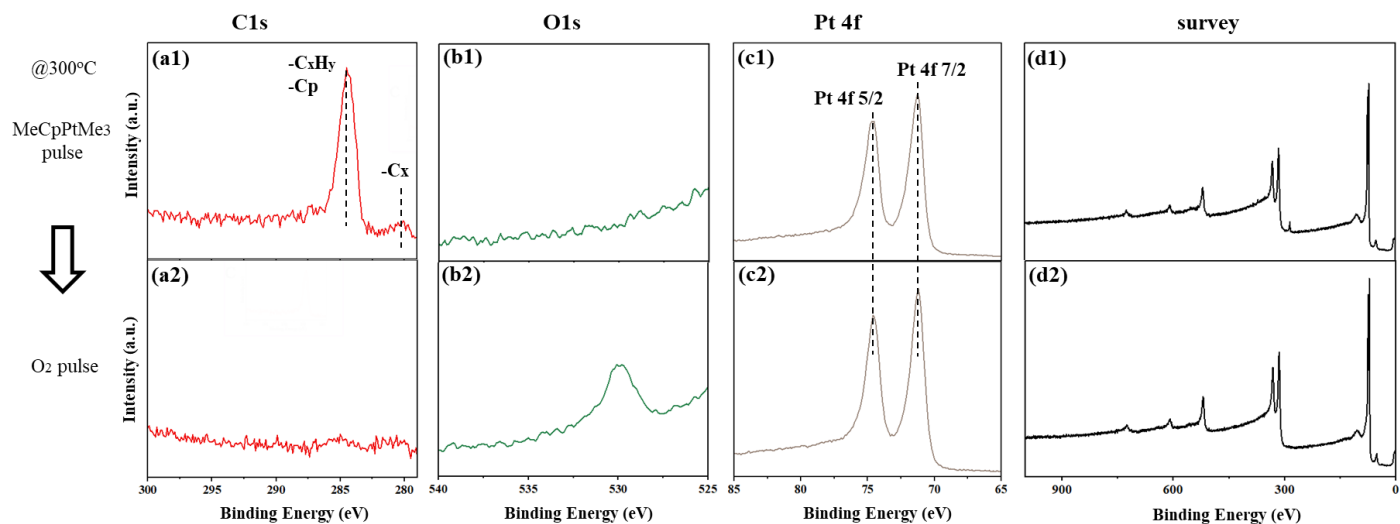 C1s
O1s
Pt 4f
survey
@300°C
MeCpPtMe3
pulse
O2 pulse
Intensity (a.u.)
(a1)
-CxHy
-Cp
-Cx
(b1)
(c1)
Pt 4f 5/2
Pt 4f 7/2
(d1)
Intensity (a.u.)
(a2)
(b2)
(c2)
(d2)
300
295
290
285
280
540
530
525
85
80
75
70
65
900
600
300
0
Binding Energy (eV)
Binding Energy (eV)
Binding Energy (eV)
Binding Energy (eV)